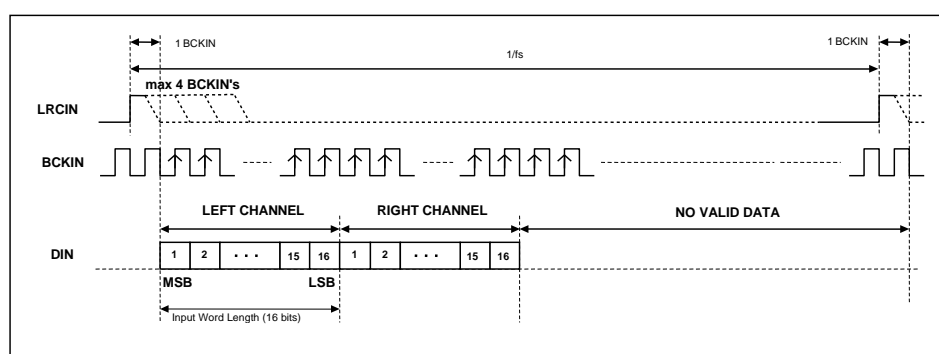 1 BCKIN
1 BCKIN
1/fs
max 4 BCKIN's
LRCIN
BCKIN
LEFT CHANNEL
RIGHT CHANNEL
NO VALID DATA
DIN
1 2 · · · 15 16 1 2 · · · 15 16
MSB
LSB
Input Word Length (16 bits)